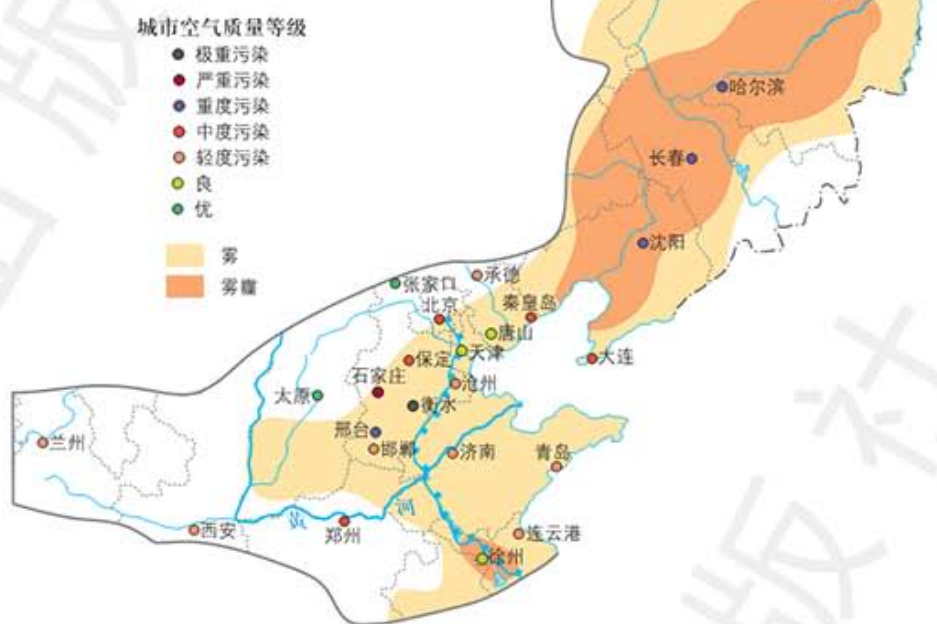 城市空气质量等级
极重污染
严重污染
重度污染
中度污染
轻度污染
良
优
雾
雾霾
哈尔滨
长春
沈阳
张家口
承德
北京
秦皇岛
唐山
天津
大连
保定
石家庄
沧州
太原
衡水
邢台
邯郸
济南
青岛
兰州
黄
河
西安
郑州
连云港
徐州
版
版社